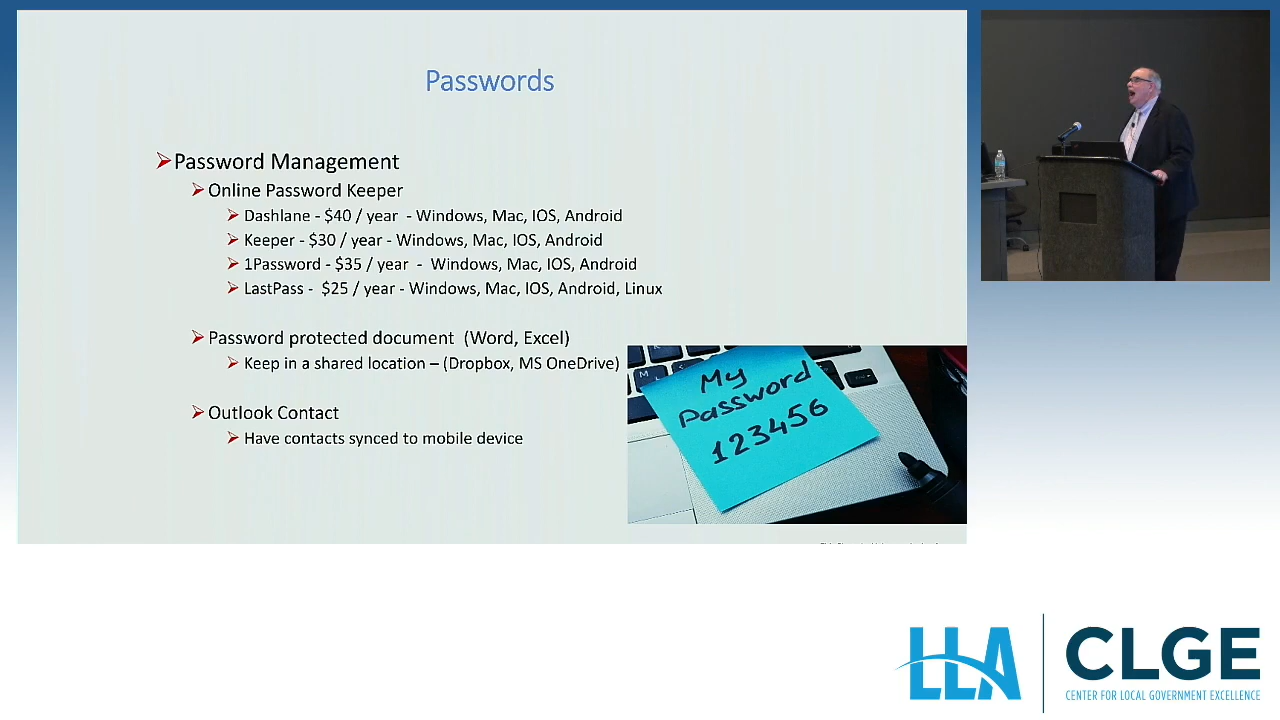 Passwords
Password Management
Online Password Keeper
Dashlane - $40 / year - Windows, Mac, IOS, Android
Keeper - $30 / year - Windows, Mac, IOS, Android
1Password - $35 / year - Windows, Mac, IOS, Android
LastPass - $25 / year - Windows, Mac, IOS, Android, Linux
Password protected document (Word, Excel)
Keep in a shared location – (Dropbox, MS OneDrive)
Outlook Contact
Have contacts synced to mobile device
My
Password
123456
LLA
CLGE
CENTER FOR LOCAL GOVERNMENT EXCELLENCE